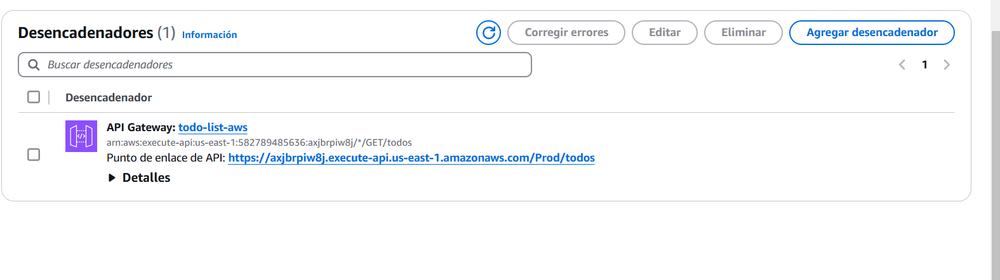 Desencadenadores (1) Información
Corregir errores Editar Eliminar Agregar desencadenador
Buscar desencadenadores
1
Desencadenador
API Gateway: todo-list-aws
arn:aws:execute-api:us-east-1:582789485636:axjbrpiw8j/*/GET/todos
Punto de enlace de API: https://axjbrpiw8j.execute-api.us-east-1.amazonaws.com/Prod/todos
Detalles